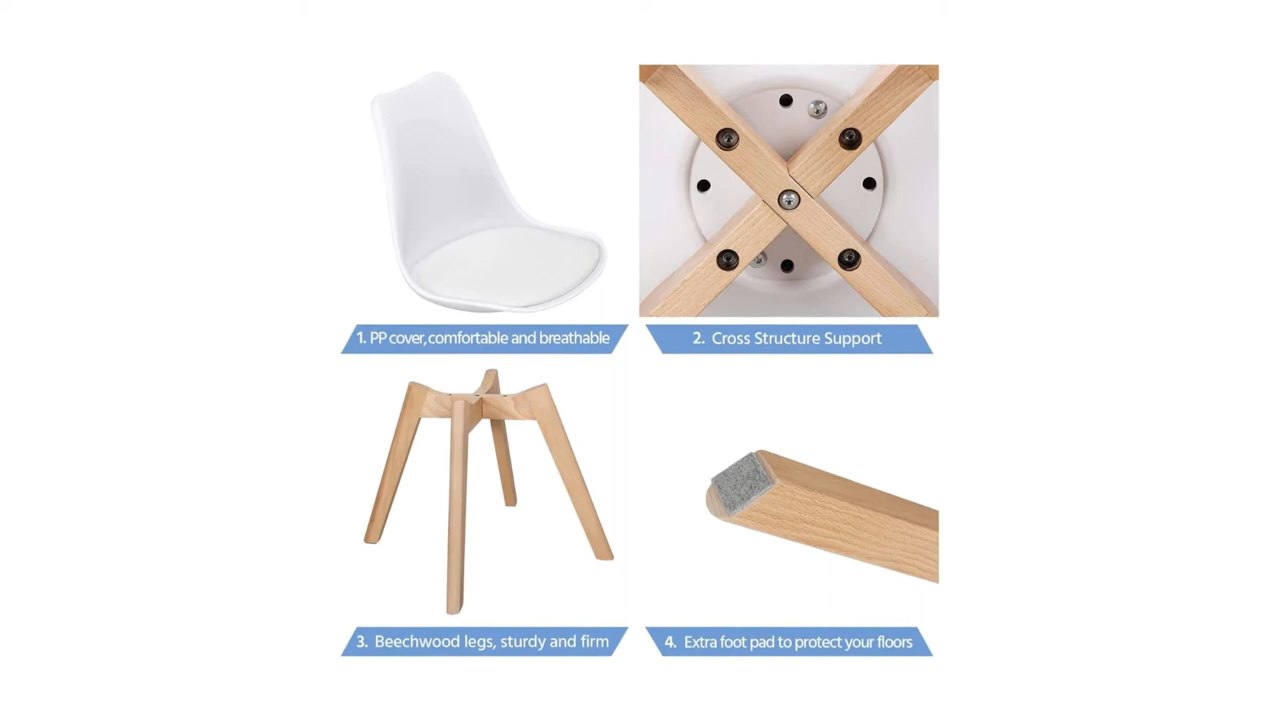 1. PP cover, comfortable and breathable
2. Cross Structure Support
3. Beechwood legs, sturdy and firm
4. Extra foot pad to protect your floors